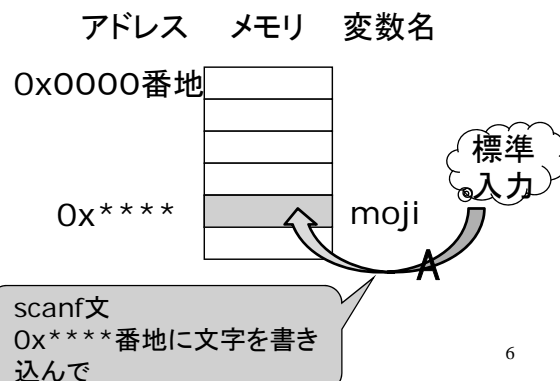 アドレス メモリ 変数名
0x0000番地
標準
入力
0x**** moji
A
scanf文
0x****番地に文字を書き
込んで
6